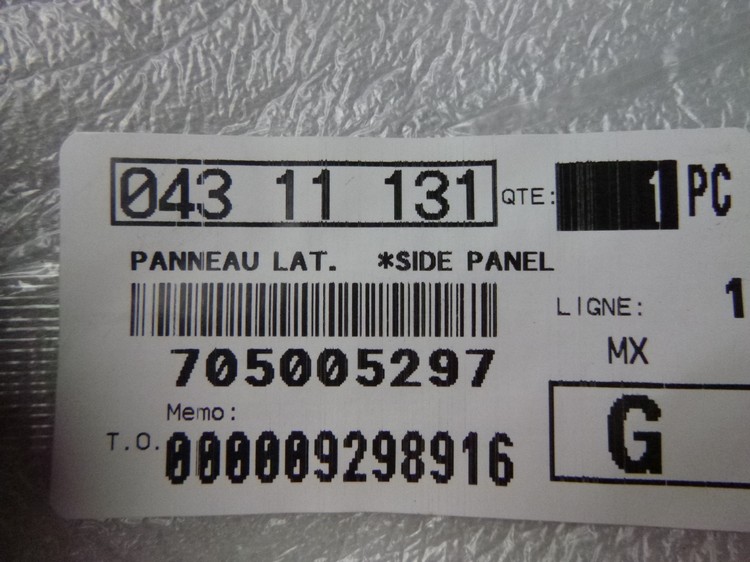 043 11 131 QTE: 1 PC
PANNEAU LAT. *SIDE PANEL
LIGNE: 1
705005297
MX
Memo:
T.O. 000009298916
G